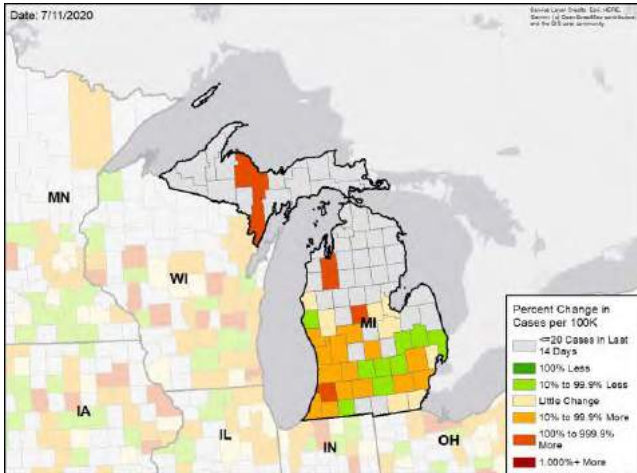 Date: 7/11/2020
MN
WI
MI
IA
IL
IN
OH
Percent Change in
Cases per 100K
<=20 Cases in Last
14 Days
100% Less
10% to 99.9% Less
Little Change
10% to 99.9% More
100% to 999.9%
More
1,000%+ More